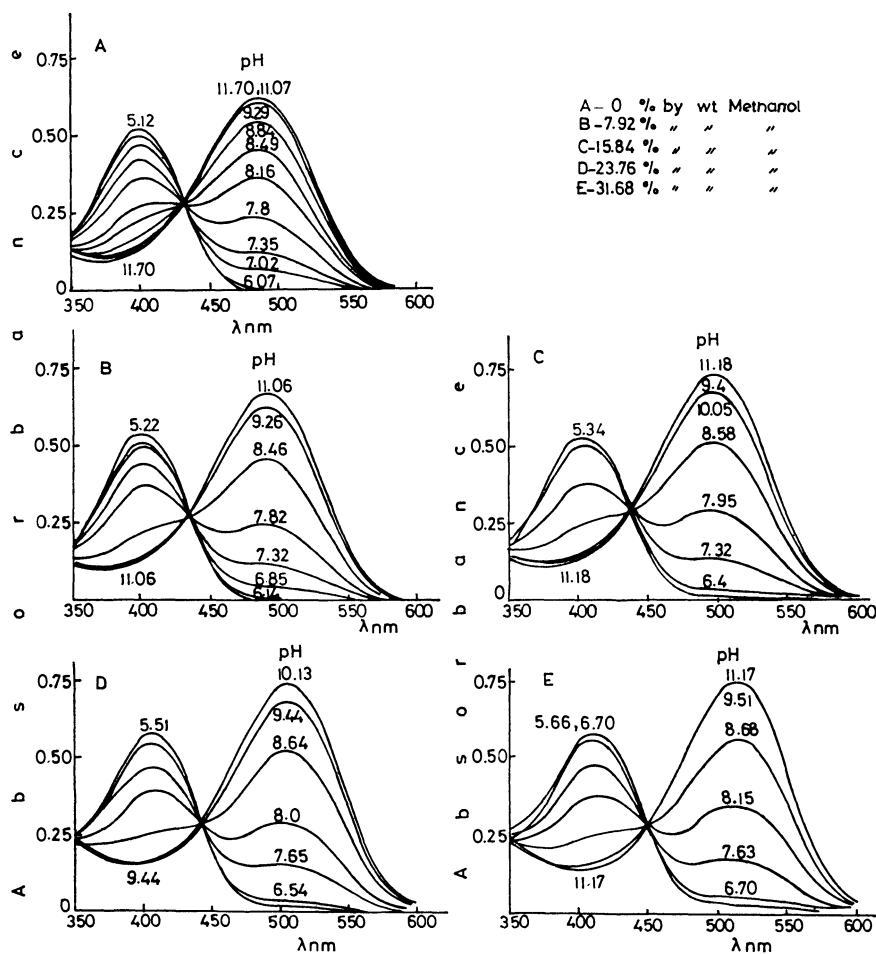 A
pH
11.70, 11.07
9.29
8.84
8.49
8.16
7.8
7.35
7.02
6.07
5.12
11.70
0.75
0.50
0.25
0
350 400 450 500 550 600
λ nm
A – 0 % by wt Methanol
B – 7.92 % 〃 〃 〃
C – 15.84 % 〃 〃 〃
D – 23.76 % 〃 〃 〃
E – 31.68 % 〃 〃 〃
B
pH
11.06
9.26
8.46
7.82
7.32
6.85
6.14
5.22
11.06
0.75
0.50
0.25
0
350 400 450 500 550 600
λ nm
C
pH
11.18
9.4
10.05
8.58
7.95
7.32
6.4
5.34
11.18
0.75
0.50
0.25
0
350 400 450 500 550 600
λ nm
D
pH
10.13
9.44
8.64
8.0
7.65
6.54
5.51
9.44
0.75
0.50
0.25
0
350 400 450 500 550 600
λ nm
E
pH
11.17
9.51
8.68
8.15
7.63
6.70
5.66, 6.70
11.17
0.75
0.50
0.25
0
350 400 450 500 550 600
λ nm
A b s o r b a n c e
A b s o r b a n c e